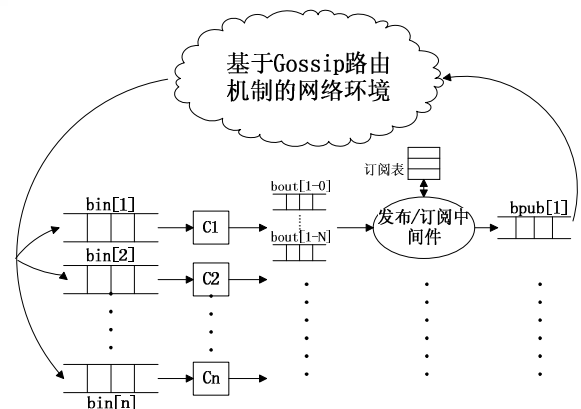 基于Gossip路由
机制的网络环境
订阅表
bout[1-0]
bin[1]
C1
bout[1-N]
发布/订阅中
间件
bpub[1]
bin[2]
C2
Cn
bin[n]